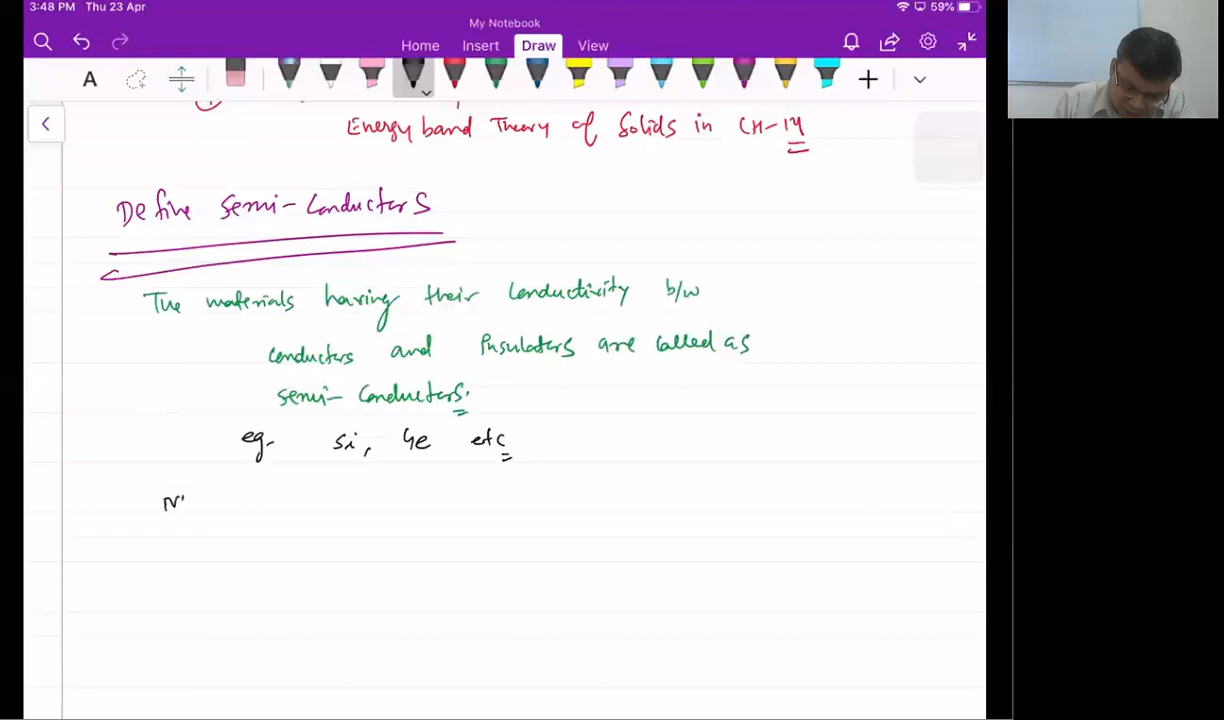 3:48 PM Thu 23 Apr
59%
My Notebook
Home Insert Draw View
A
Energy band Theory of Solids in CH-14
Define Semi-Conductors
The materials having their conductivity b/w
conductors and Insulators are called as
semi-conductors.
eg. Si, Ge etc